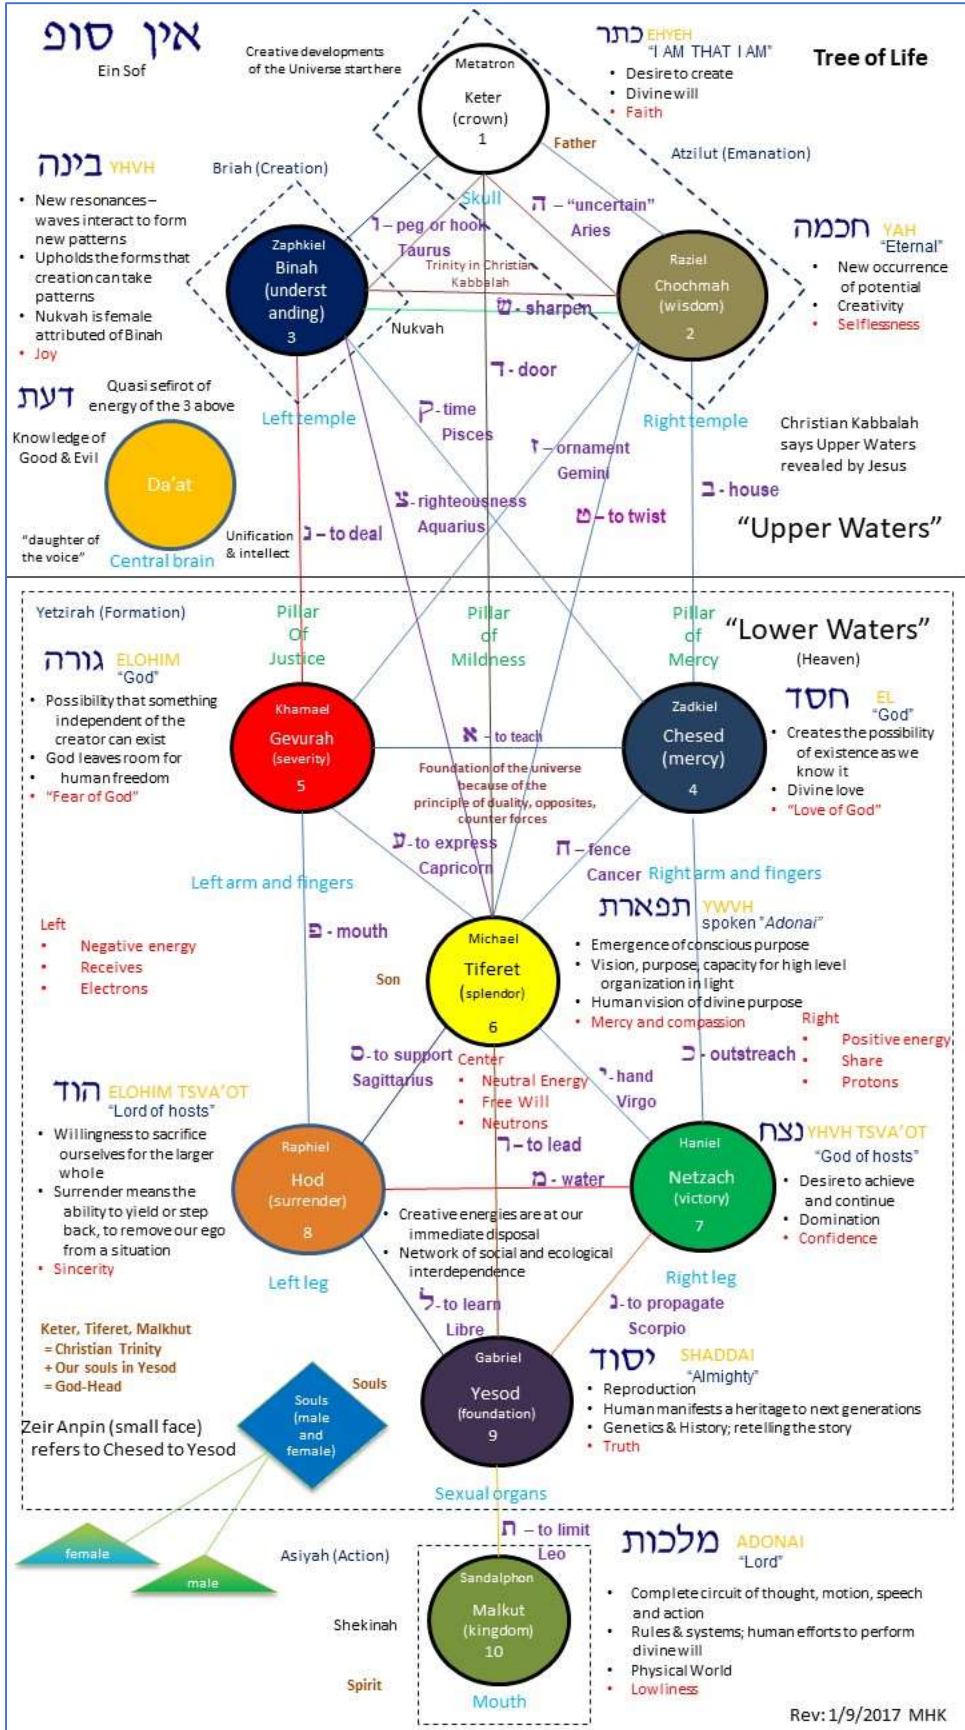 אין סוף
Ein Sof
Creative developments
of the Universe start here
Metatron
Keter
(crown)
1
כתר EHYEH
"I AM THAT I AM"
• Desire to create
• Divine will
• Faith
Tree of Life
Father
Atzilut (Emanation)
Skull
בינה YHVH
• New resonances –
waves interact to form
new patterns
• Upholds the forms that
creation can take
patterns
• Nukvah is female
attributed of Binah
• Joy
Briah (Creation)
Zaphkiel
Binah
(underst
anding)
3
Nukvah
Left temple
ו – peg or hook
Taurus
ה – "uncertain"
Aries
Trinity in Christian
Kabbalah
ש - sharpen
Raziel
Chochmah
(wisdom)
2
חכמה YAH
"Eternal"
• New occurrence
of potential
• Creativity
• Selflessness
Right temple
דעת
Quasi sefirot of
energy of the 3 above
Knowledge of
Good & Evil
Da'at
"daughter of
the voice"
Central brain
Unification
& intellect
ד - door
ק - time
Pisces
ז – ornament
Gemini
צ - righteousness
Aquarius
ט – to twist
ג – to deal
ב - house
Christian Kabbalah
says Upper Waters
revealed by Jesus
"Upper Waters"
Yetzirah (Formation)
Pillar
Of
Justice
Pillar
of
Mildness
Pillar
of
Mercy
"Lower Waters"
(Heaven)
גורה ELOHIM
"God"
• Possibility that something
independent of the
creator can exist
• God leaves room for
• human freedom
• "Fear of God"
Khamael
Gevurah
(severity)
5
א – to teach
Foundation of the universe
because of the
principle of duality, opposites,
counter forces
Zadkiel
Chesed
(mercy)
4
חסד EL
"God"
• Creates the possibility
of existence as we
know it
• Divine love
• "Love of God"
ע - to express
Capricorn
ח – fence
Cancer
Left arm and fingers
Right arm and fingers
פ - mouth
Left
• Negative energy
• Receives
• Electrons
Son
Michael
Tiferet
(splendor)
6
תפארת YWVH
spoken "Adonai"
• Emergence of conscious purpose
• Vision, purpose, capacity for high level
organization in light
• Human vision of divine purpose
• Mercy and compassion
Right
• Positive energy
• Share
• Protons
ס - to support
Sagittarius
Center
• Neutral Energy
• Free Will
• Neutrons
י - hand
Virgo
כ - outstreach
ר – to lead
מ - water
הוד ELOHIM TSVA'OT
"Lord of hosts"
• Willingness to sacrifice
ourselves for the larger
whole
• Surrender means the
ability to yield or step
back, to remove our ego
from a situation
• Sincerity
Raphiel
Hod
(surrender)
8
Left leg
• Creative energies are at our
immediate disposal
• Network of social and ecological
interdependence
Haniel
Netzach
(victory)
7
Right leg
נצח YHVH TSVA'OT
"God of hosts"
• Desire to achieve
and continue
• Domination
• Confidence
ל - to learn
Libre
נ - to propagate
Scorpio
Keter, Tiferet, Malkhut
= Christian Trinity
+ Our souls in Yesod
= God-Head
Souls
Souls
(male
and
female)
Zeir Anpin (small face)
refers to Chesed to Yesod
female
male
Gabriel
Yesod
(foundation)
9
Sexual organs
יסוד SHADDAI
"Almighty"
• Reproduction
• Human manifests a heritage to next generations
• Genetics & History; retelling the story
• Truth
ת – to limit
Leo
Asiyah (Action)
Shekinah
Spirit
Sandalphon
Malkut
(kingdom)
10
Mouth
מלכות ADONAI
"Lord"
• Complete circuit of thought, motion, speech
and action
• Rules & systems; human efforts to perform
divine will
• Physical World
• Lowliness
Rev: 1/9/2017 MHK